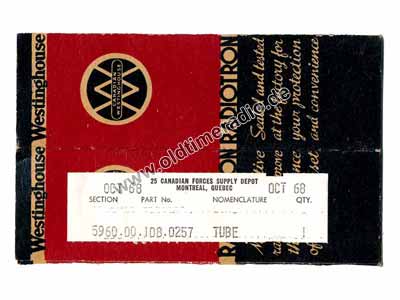 Westinghouse Westinghouse
CANADIAN
WESTINGHOUSE
RADIOTRON
Sealed and tested
at the factory for
your protection
and convenience
www.oldtimeradio.de
25 CANADIAN FORCES SUPPLY DEPOT
MONTREAL, QUEBEC
OCT 68
OCT 68
SECTION PART No. NOMENCLATURE QTY.
5960.00.108.0257 TUBE 1